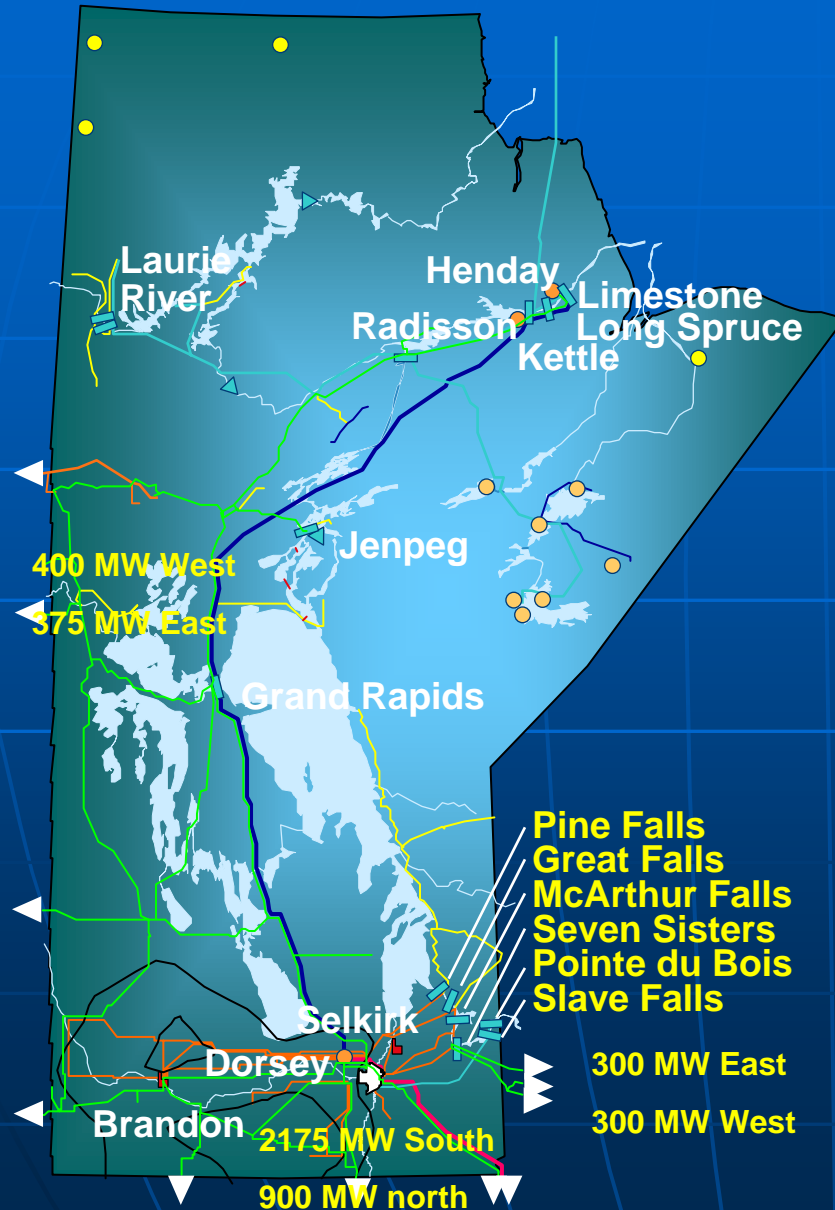 Laurie
River
Henday
Limestone
Radisson
Long Spruce
Kettle
Jenpeg
400 MW West
375 MW East
Grand Rapids
Pine Falls
Great Falls
McArthur Falls
Seven Sisters
Pointe du Bois
Slave Falls
Selkirk
Dorsey
300 MW East
Brandon
300 MW West
2175 MW South
900 MW north